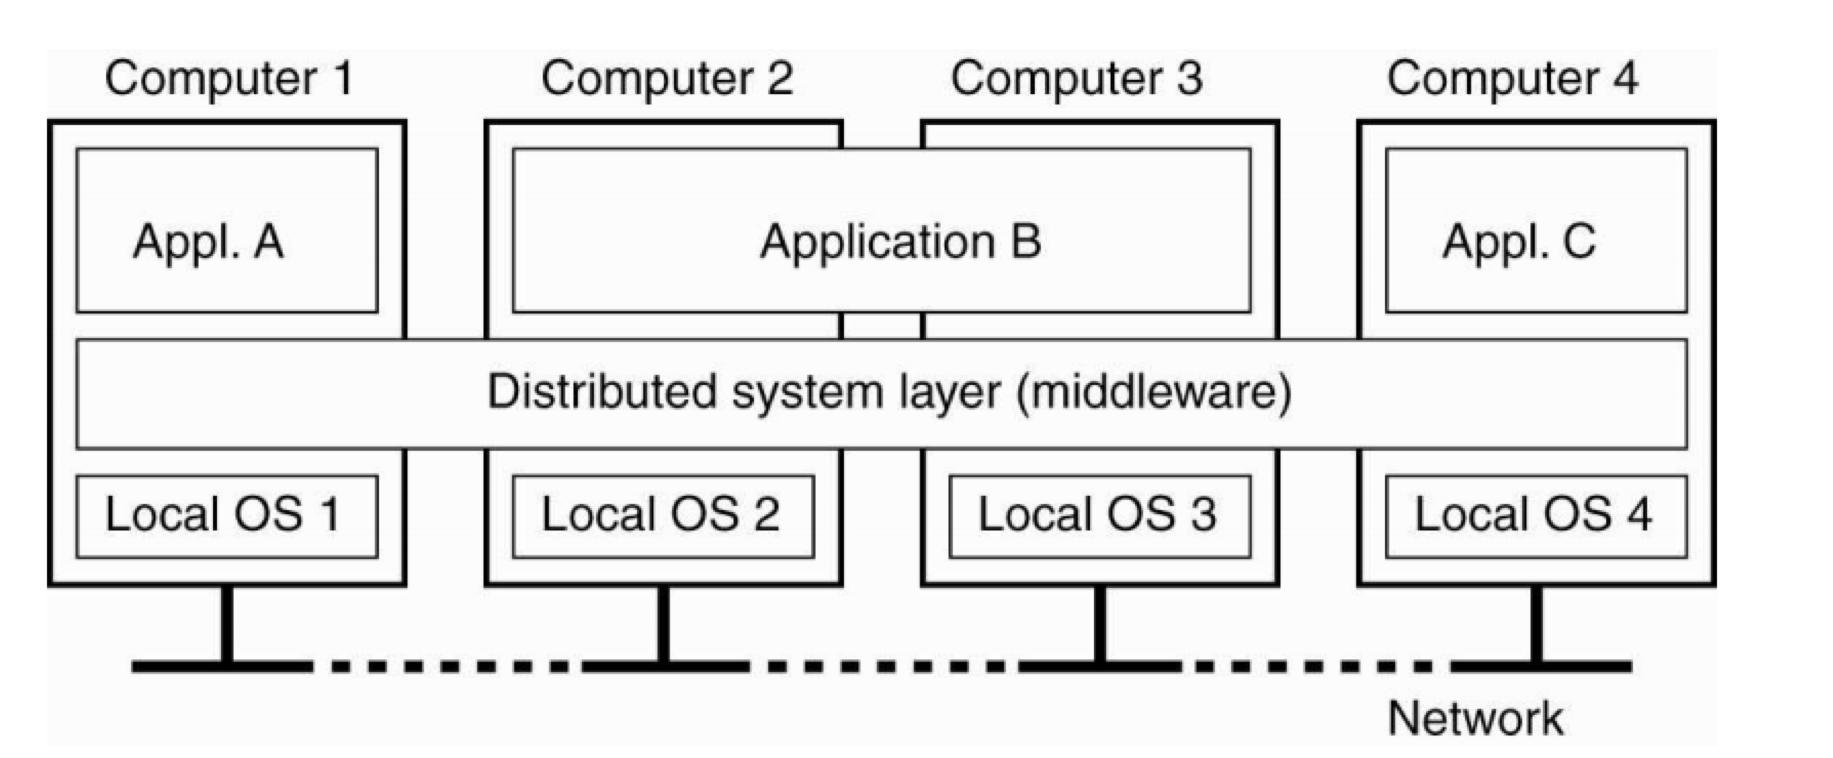 Computer 1 Computer 2 Computer 3 Computer 4
Appl. A Application B Appl. C
Distributed system layer (middleware)
Local OS 1 Local OS 2 Local OS 3 Local OS 4
Network